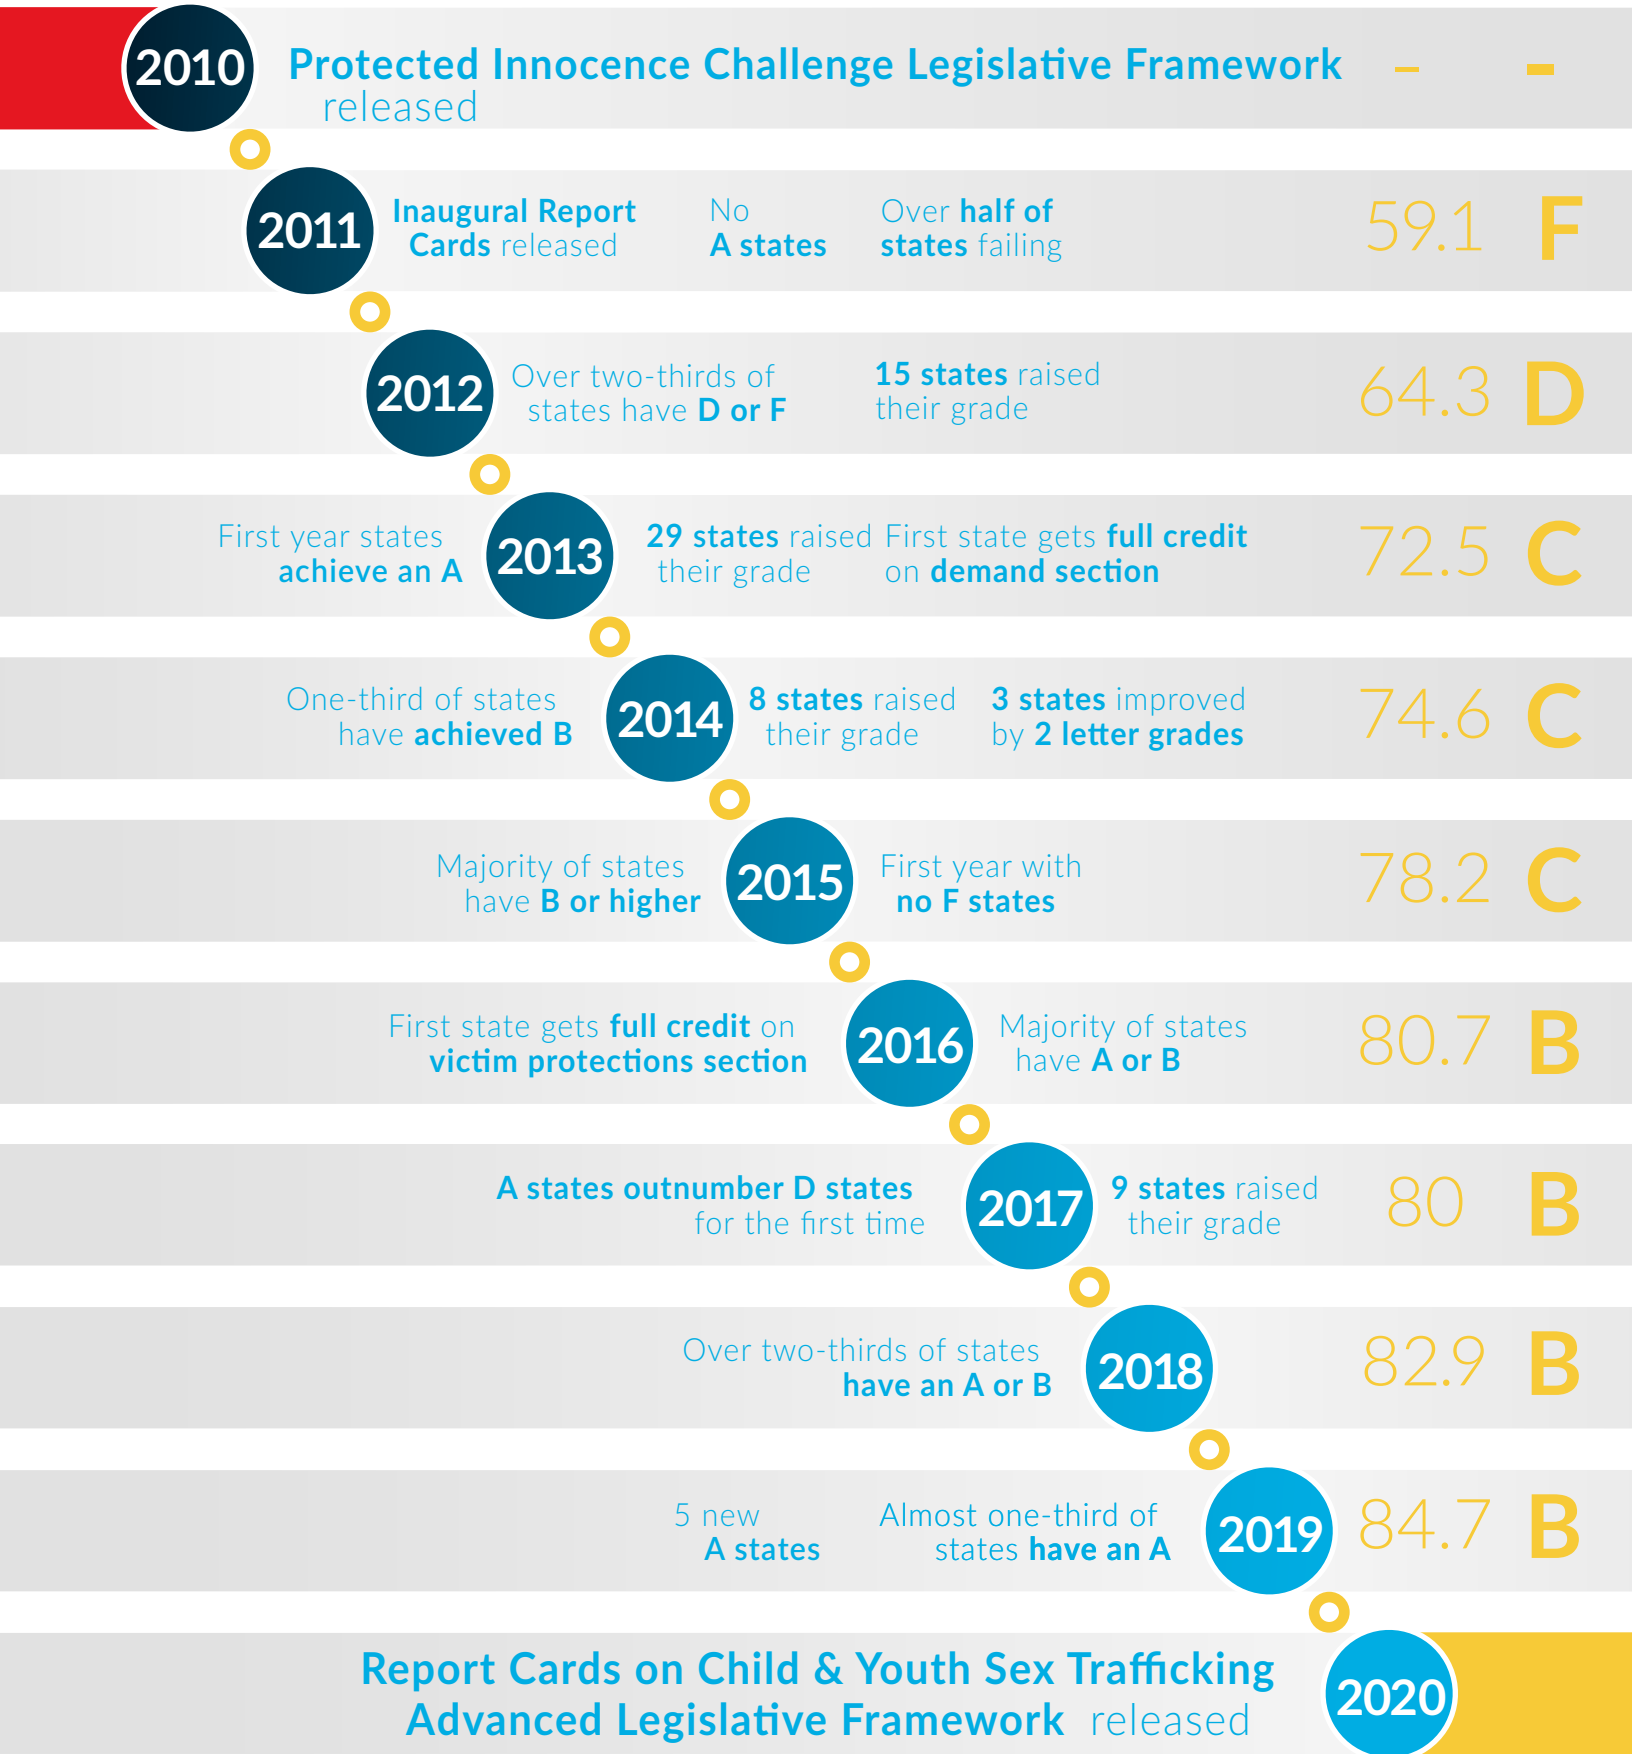 2010
Protected Innocence Challenge Legislative Framework
released
- -
2011
Inaugural Report
Cards released
No
A states
Over half of
states failing
59.1 F
2012
Over two-thirds of
states have D or F
15 states raised
their grade
64.3 D
First year states
achieve an A
2013
29 states raised
their grade
First state gets full credit
on demand section
72.5 C
One-third of states
have achieved B
2014
8 states raised
their grade
3 states improved
by 2 letter grades
74.6 C
Majority of states
have B or higher
2015
First year with
no F states
78.2 C
First state gets full credit on
victim protections section
2016
Majority of states
have A or B
80.7 B
A states outnumber D states
for the first time
2017
9 states raised
their grade
80 B
Over two-thirds of states
have an A or B
2018
82.9 B
5 new
A states
Almost one-third of
states have an A
2019
84.7 B
Report Cards on Child & Youth Sex Trafficking
Advanced Legislative Framework released
2020